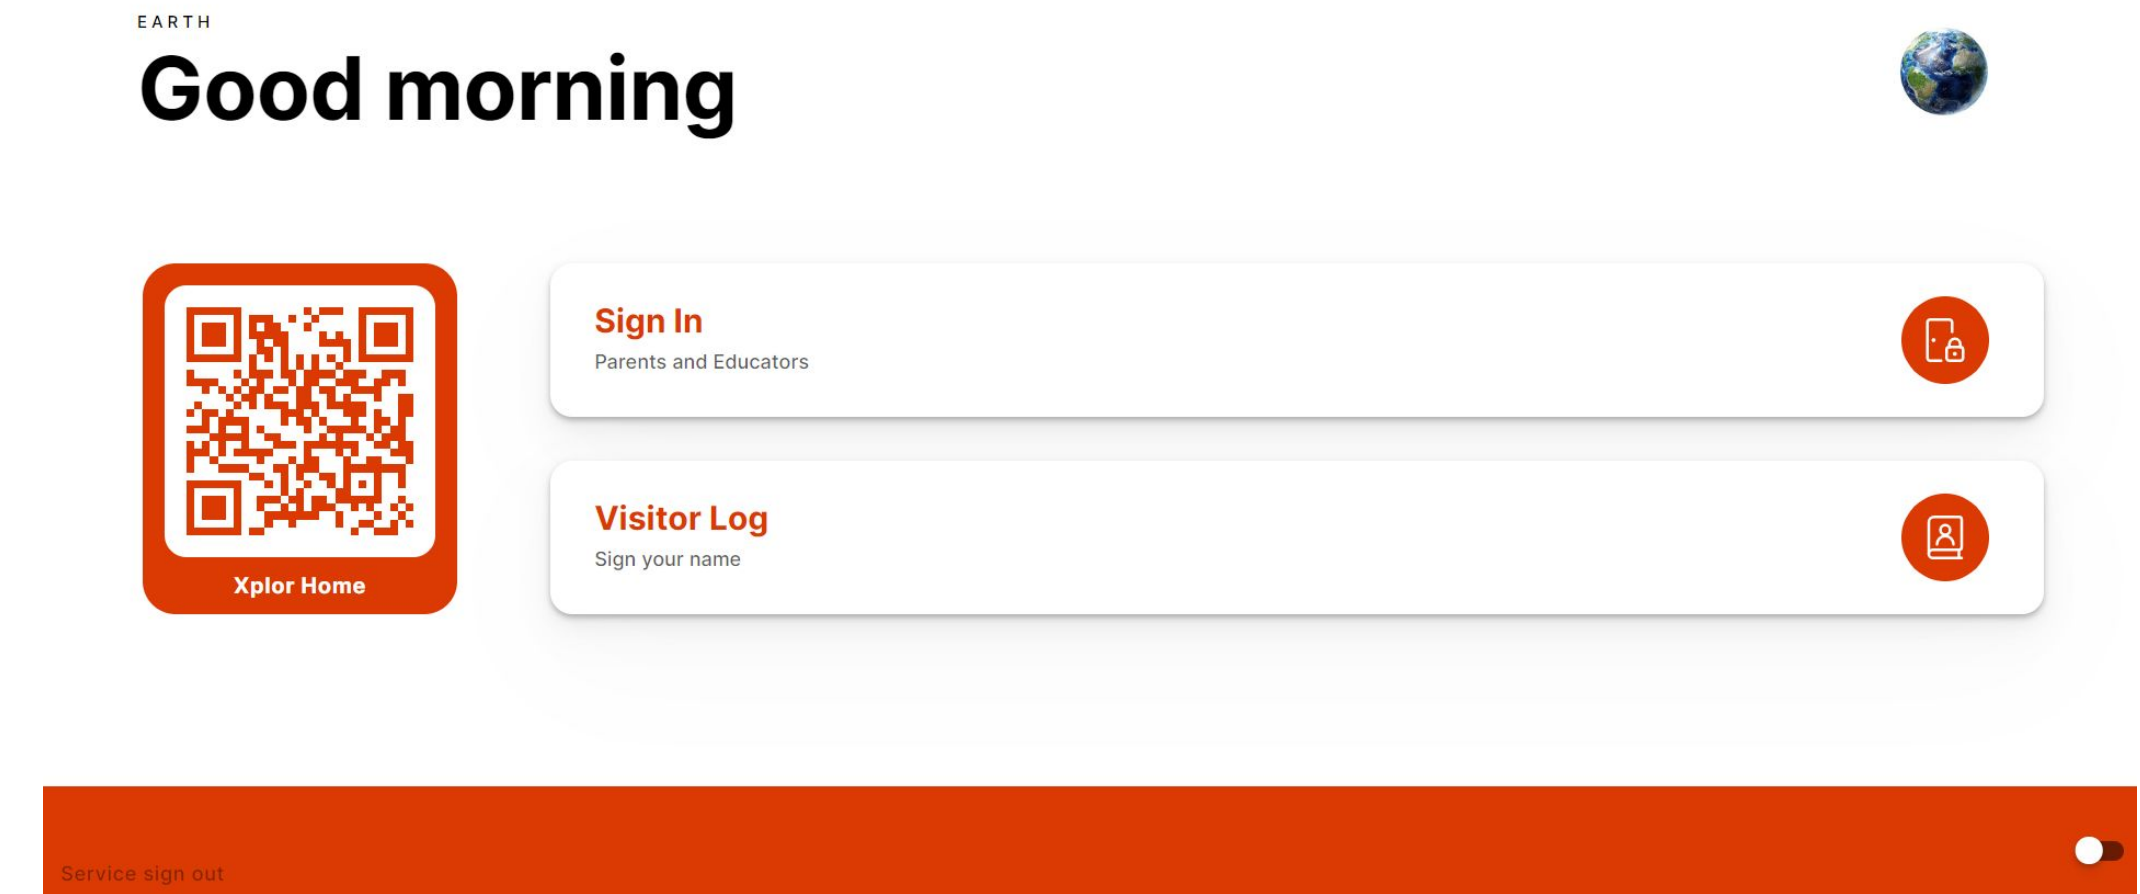 EARTH
Good morning
Sign In
Parents and Educators
Visitor Log
Sign your name
Xplor Home
Service sign out